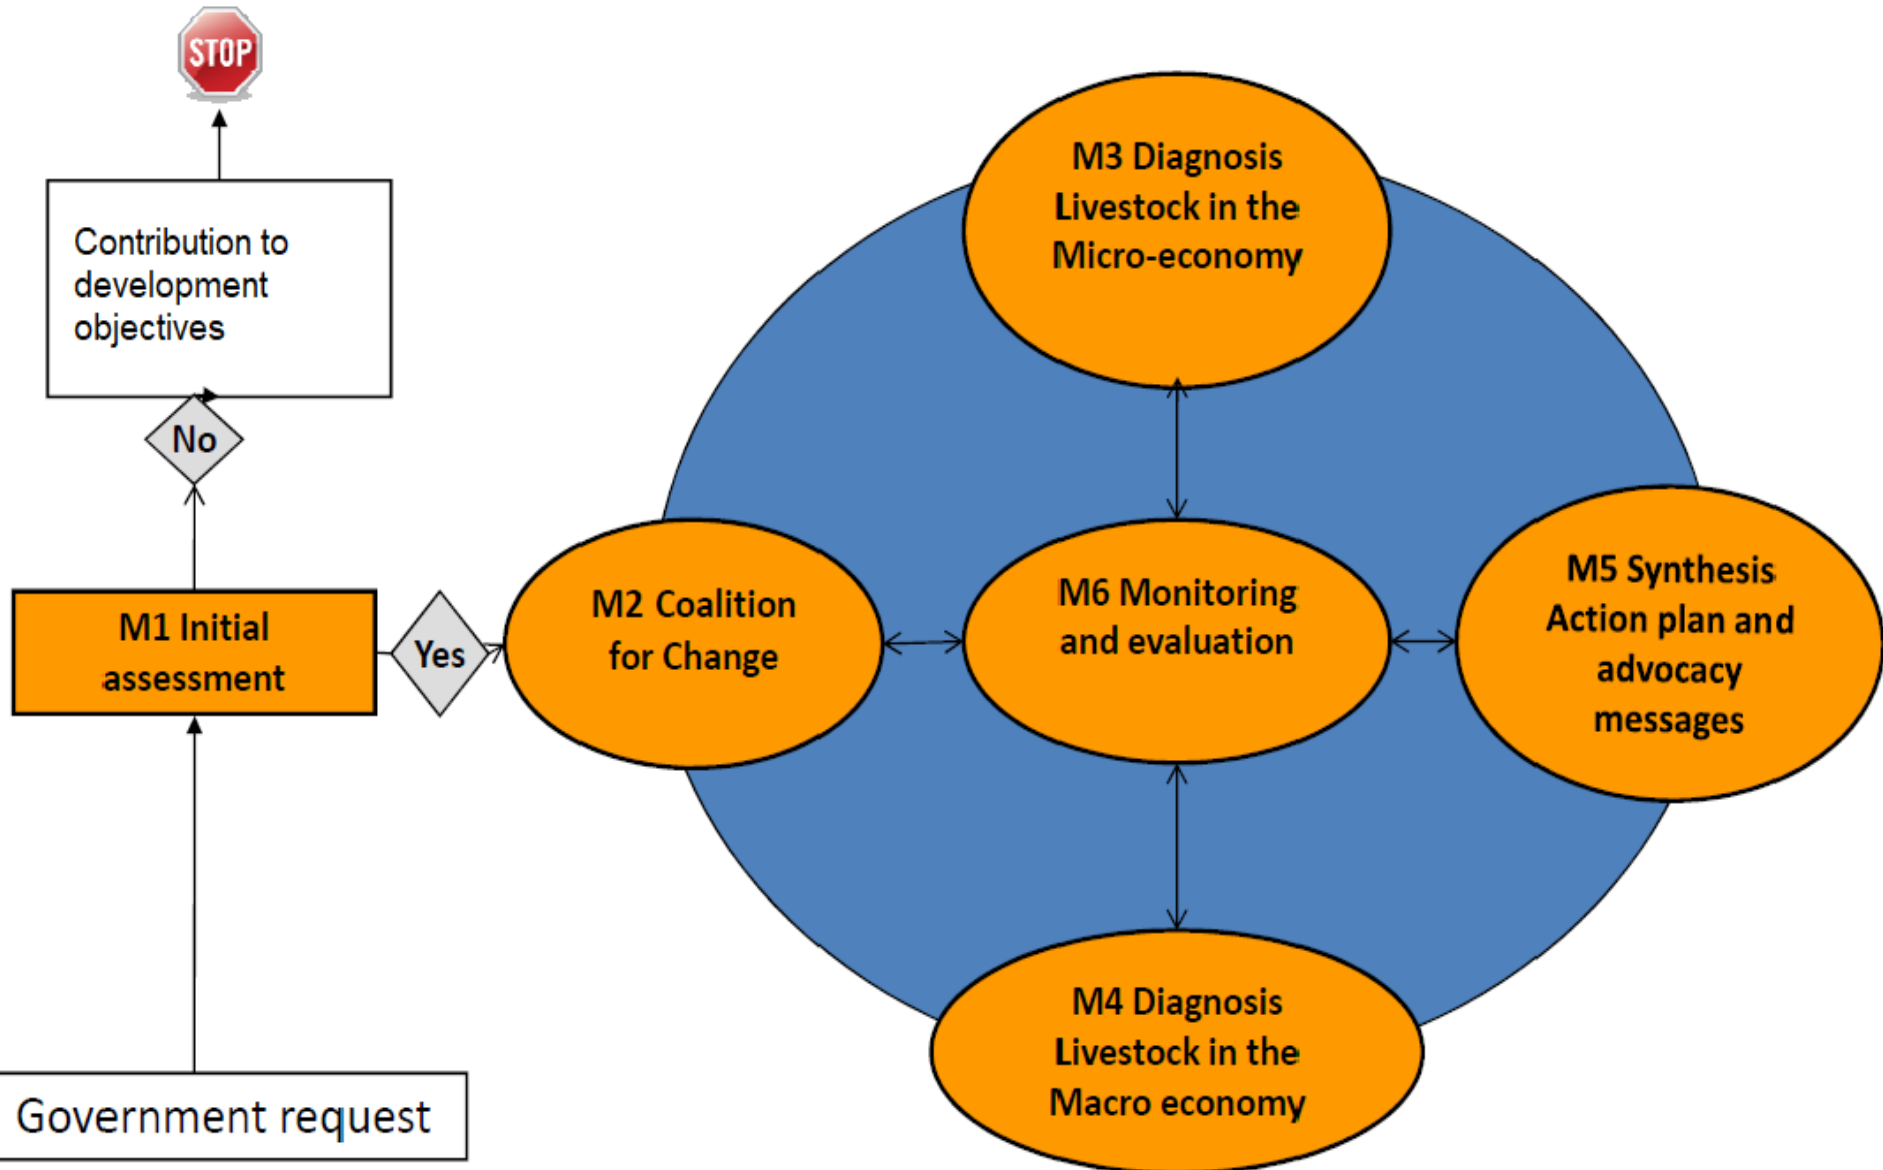 STOP
Contribution to
development
objectives
No
M1 Initial
assessment
Yes
Government request
M2 Coalition
for Change
M3 Diagnosis
Livestock in the
Micro-economy
M6 Monitoring
and evaluation
M4 Diagnosis
Livestock in the
Macro economy
M5 Synthesis
Action plan and
advocacy
messages